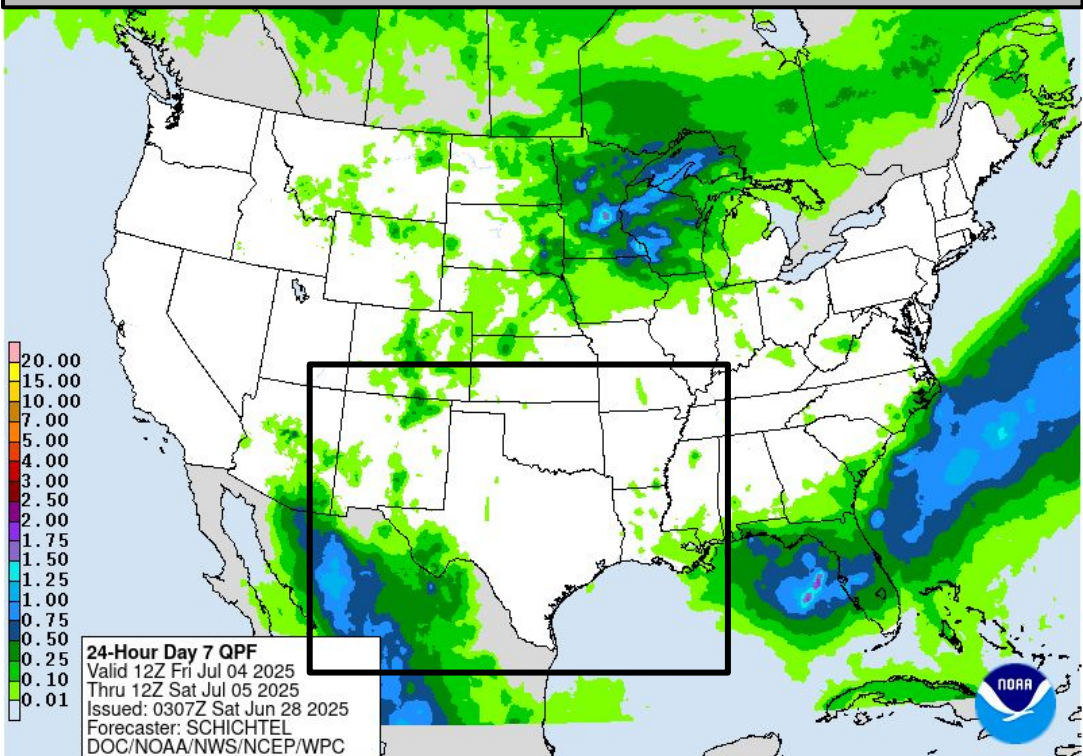 20.00
15.00
10.00
7.00
5.00
4.00
3.00
2.50
2.00
1.75
1.50
1.25
1.00
0.75
0.50
0.25
0.10
0.01
24-Hour Day 7 QPF
Valid 12Z Fri Jul 04 2025
Thru 12Z Sat Jul 05 2025
Issued: 0307Z Sat Jun 28 2025
Forecaster: SCHICHTEL
DOC/NOAA/NWS/NCEP/WPC
NOAA